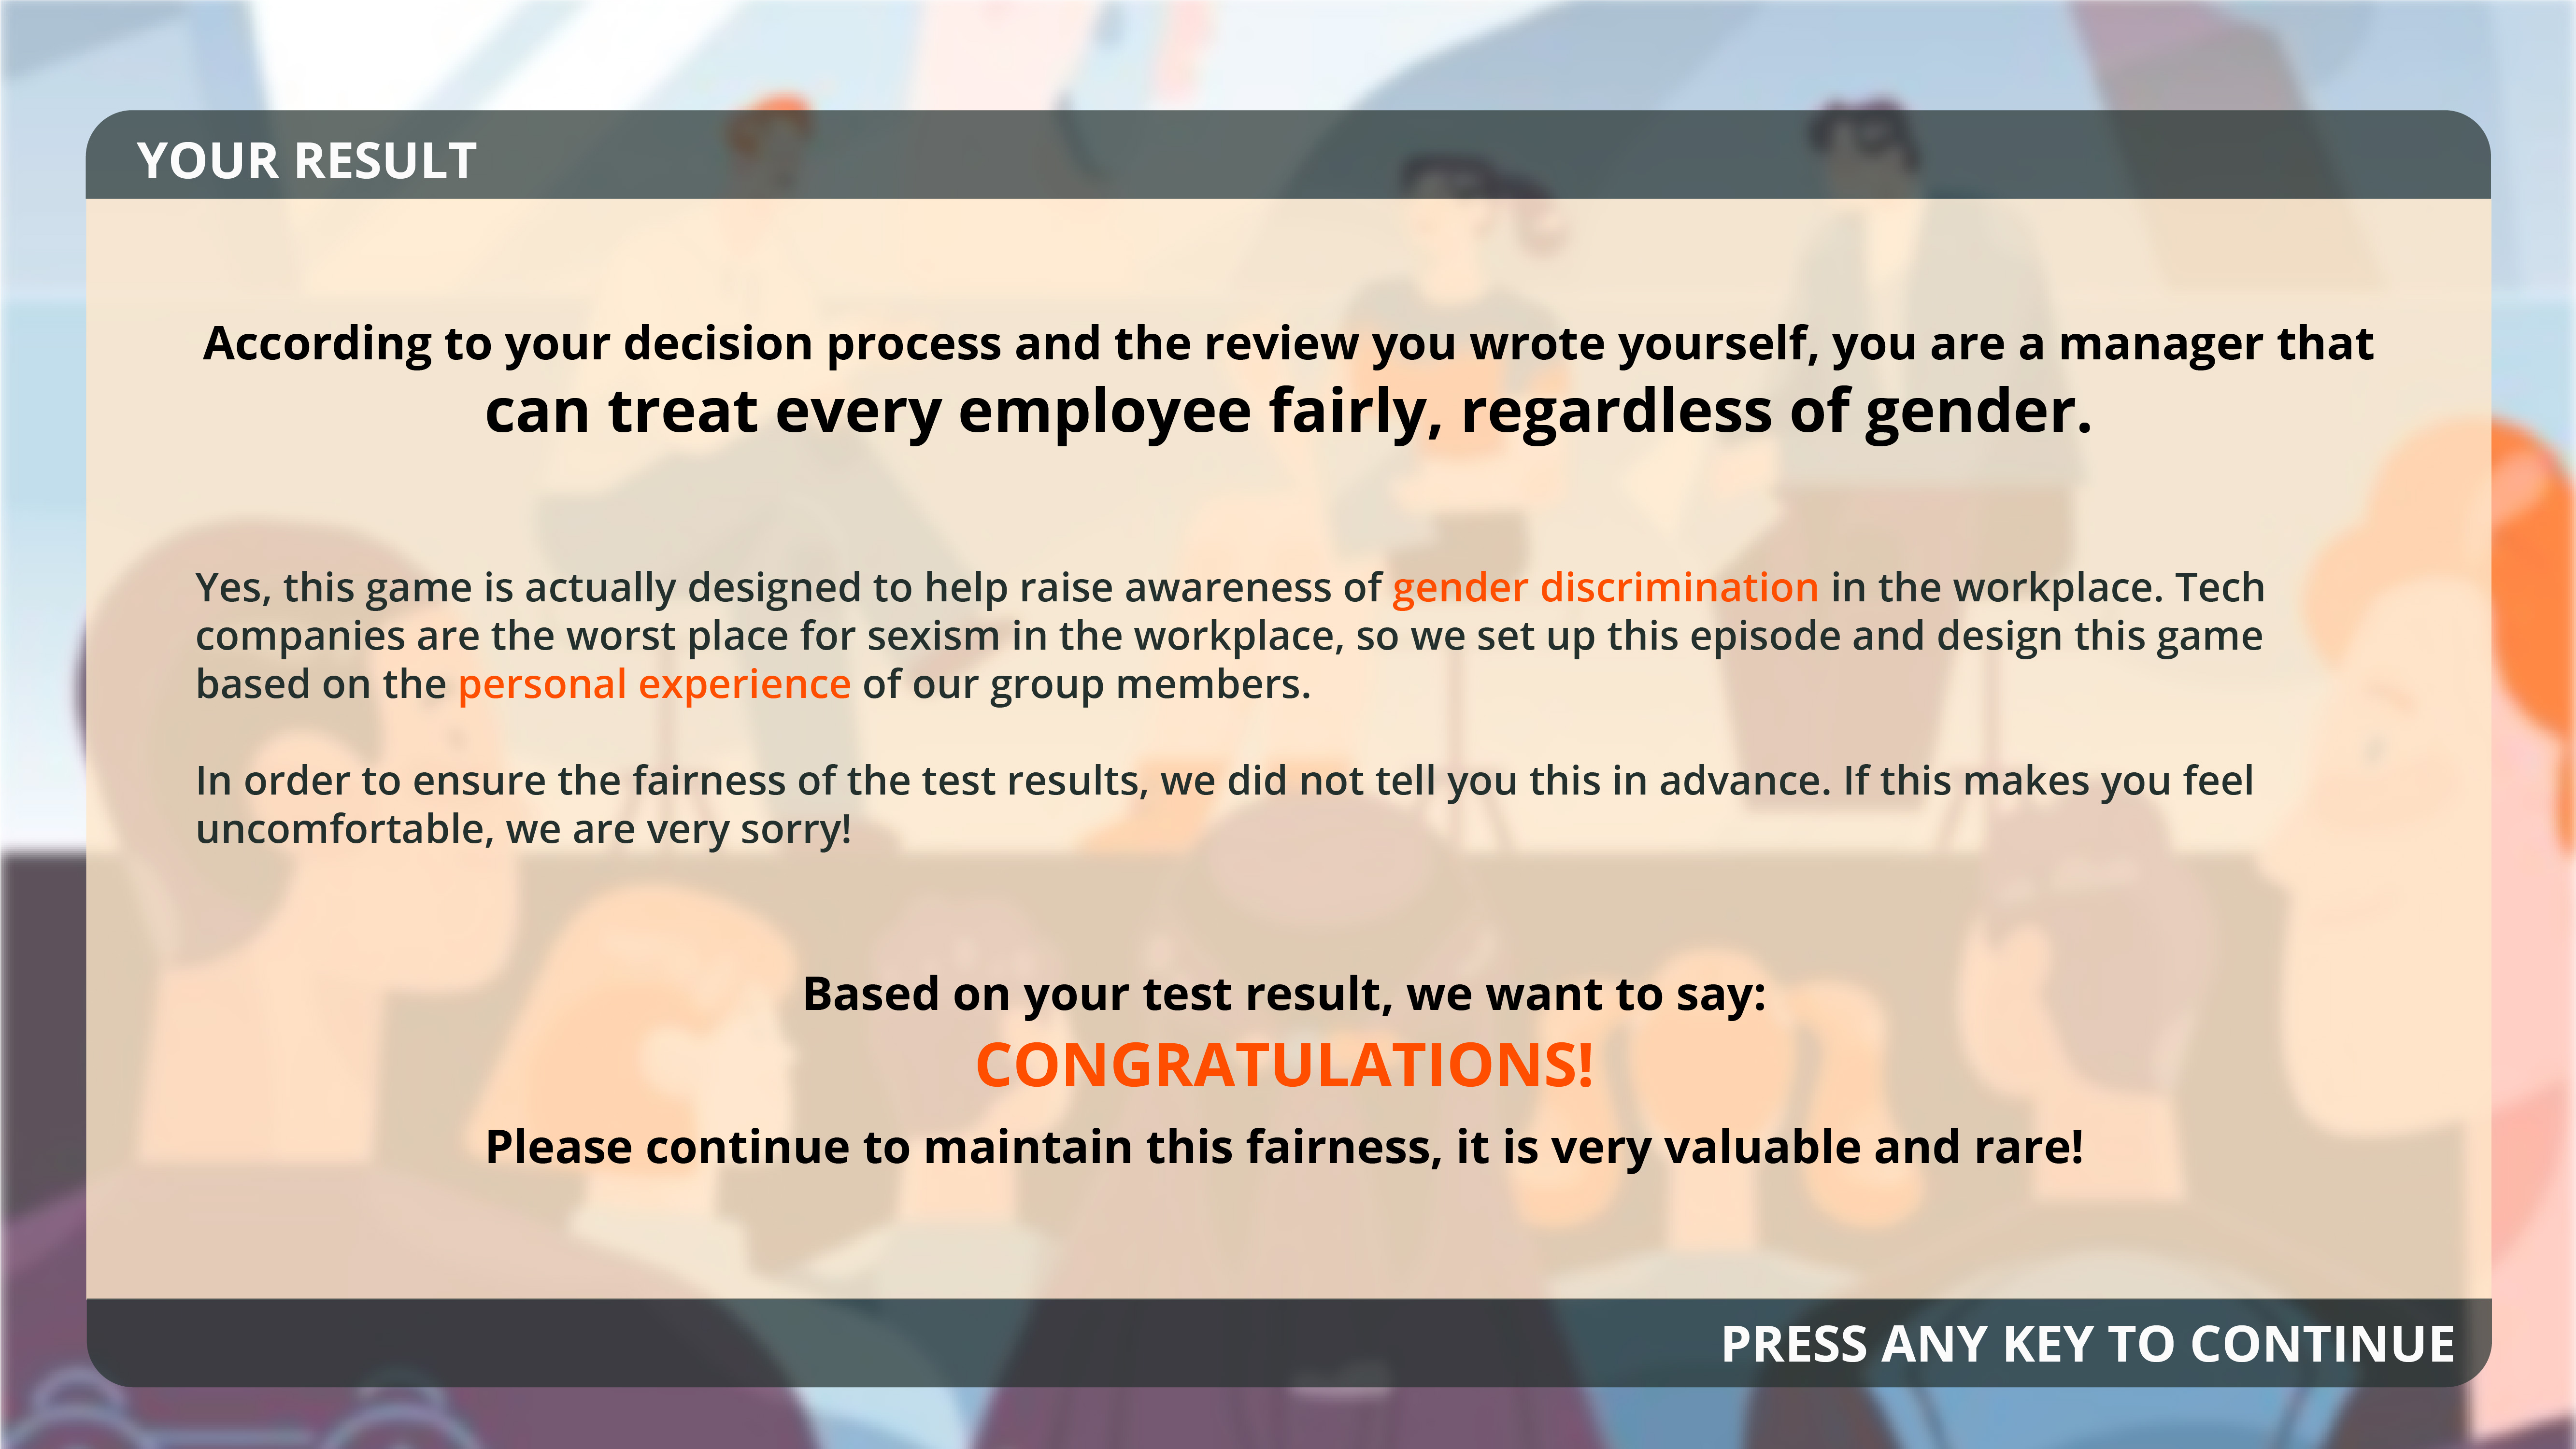 YOUR RESULT
According to your decision process and the review you wrote yourself, you are a manager that
can treat every employee fairly, regardless of gender.
Yes, this game is actually designed to help raise awareness of gender discrimination in the workplace. Tech
companies are the worst place for sexism in the workplace, so we set up this episode and design this game
based on the personal experience of our group members.
In order to ensure the fairness of the test results, we did not tell you this in advance. If this makes you feel
uncomfortable, we are very sorry!
Based on your test result, we want to say:
CONGRATULATIONS!
Please continue to maintain this fairness, it is very valuable and rare!
PRESS ANY KEY TO CONTINUE